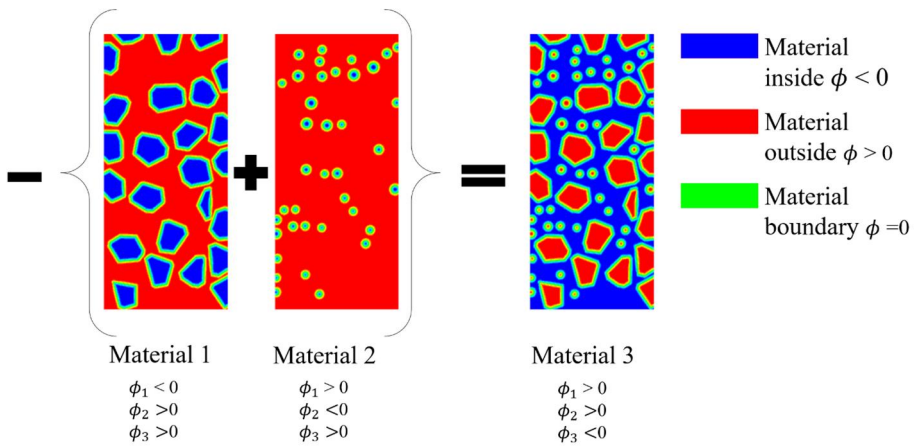 Material
inside ϕ < 0
Material
outside ϕ > 0
Material
boundary ϕ =0
− { + } =
Material 1
Material 2
Material 3
ϕ₁ < 0
ϕ₂ >0
ϕ₃ >0
ϕ₁ > 0
ϕ₂ <0
ϕ₃ >0
ϕ₁ > 0
ϕ₂ >0
ϕ₃ <0